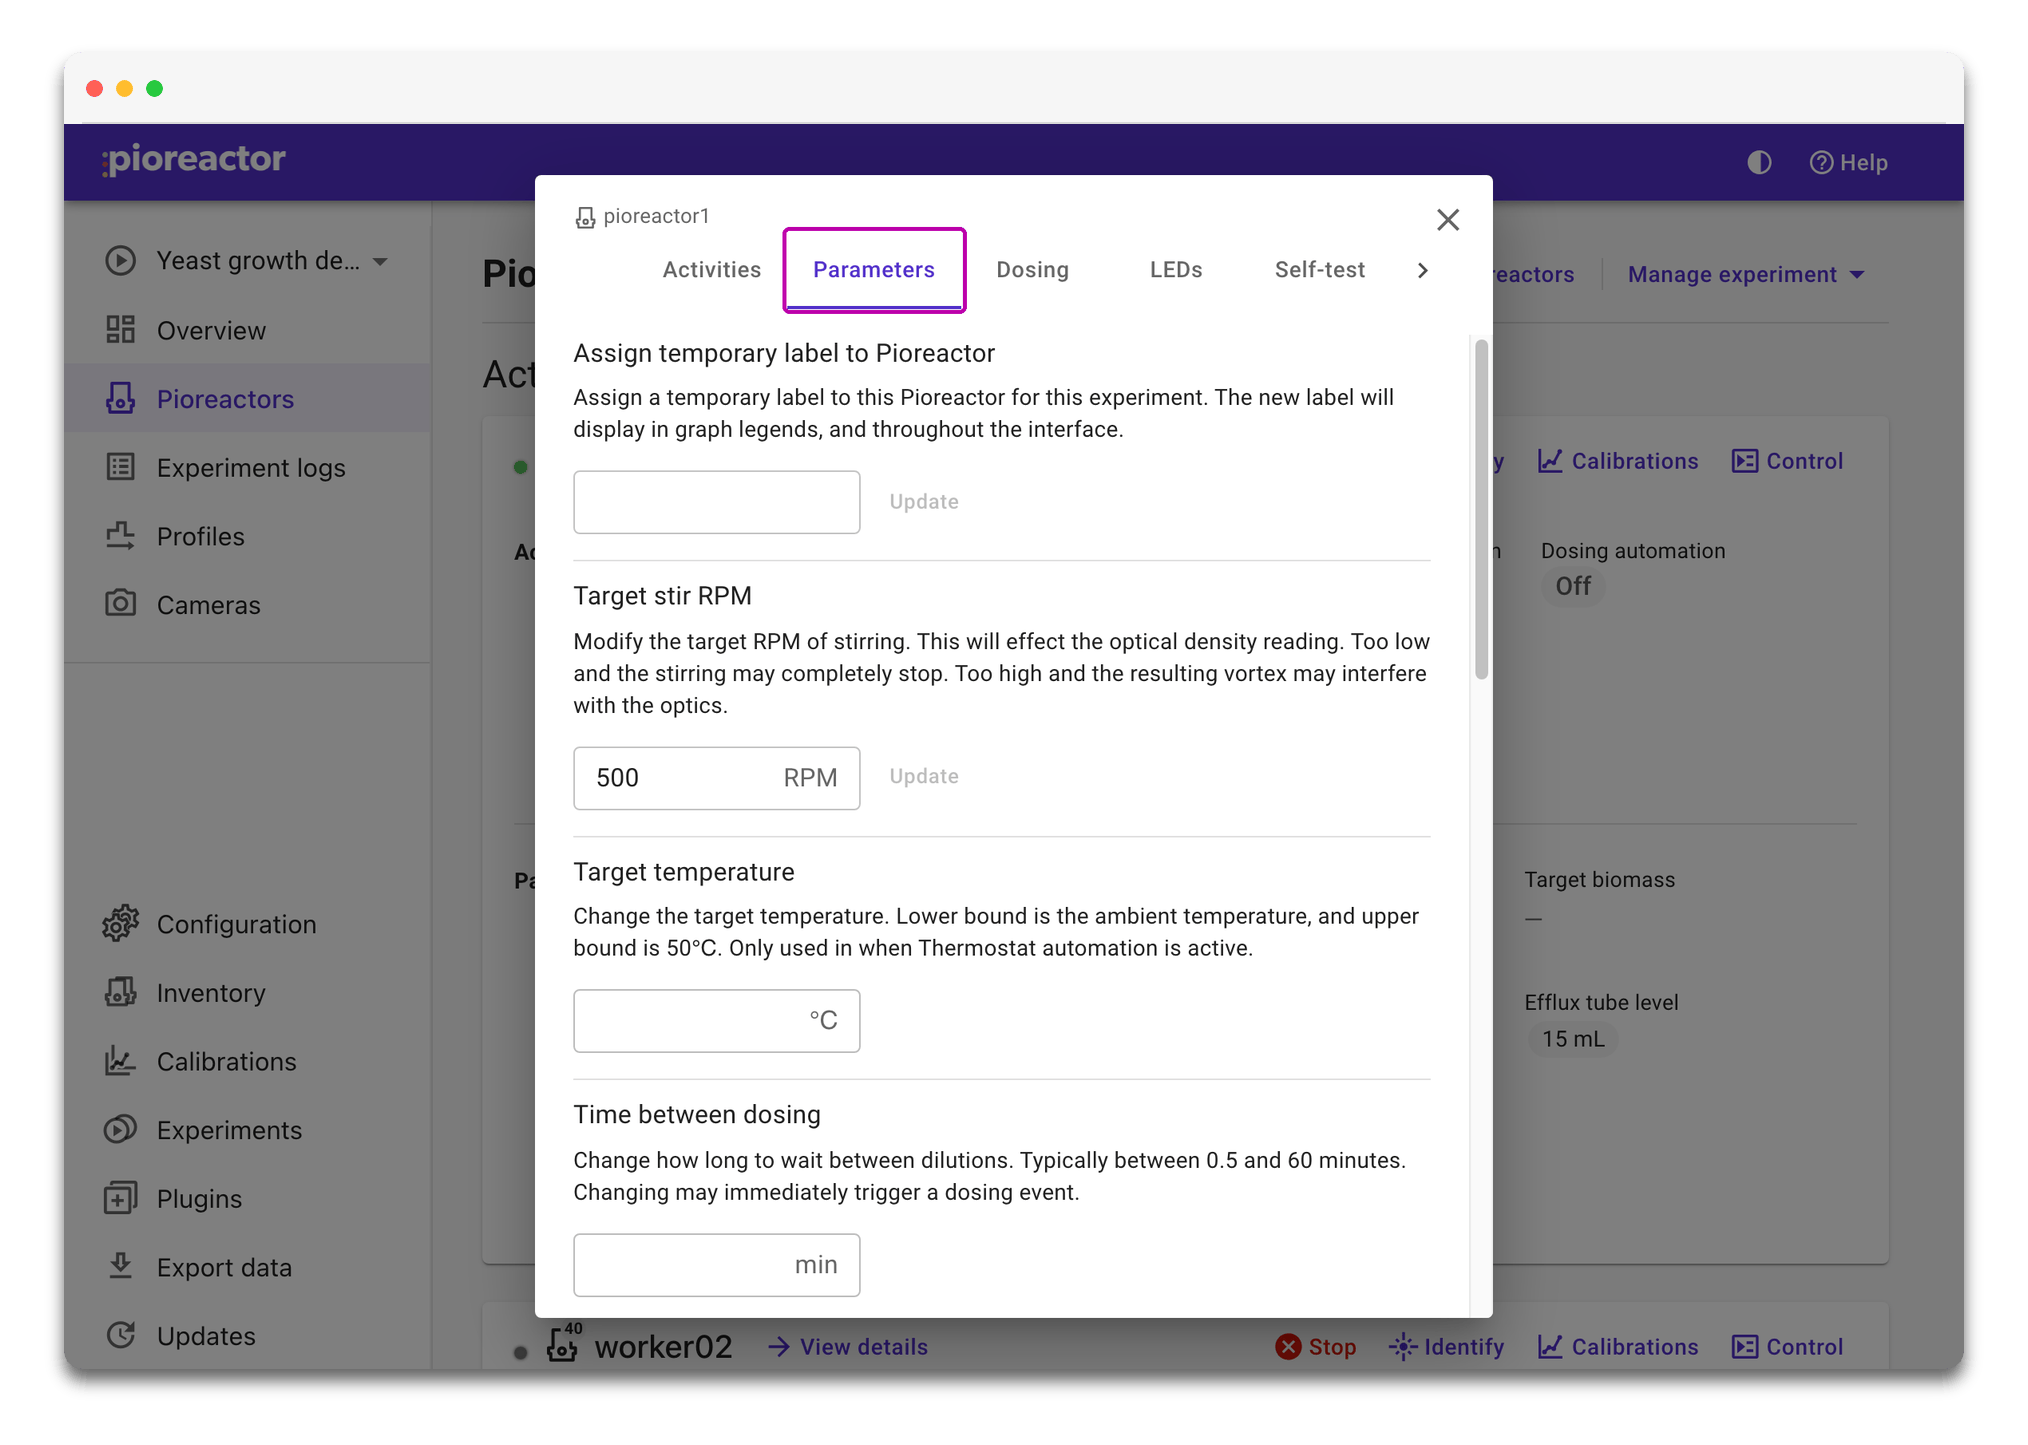 pioreactor
Help
Yeast growth de...
Overview
Pioreactors
Experiment logs
Profiles
Cameras
Configuration
Inventory
Calibrations
Experiments
Plugins
Export data
Updates
Pio
reactors
Manage experiment
Act
y
Calibrations
Control
Ac
n
Dosing automation
Off
Pa
Target biomass
—
Efflux tube level
15 mL
pioreactor1
Activities
Parameters
Dosing
LEDs
Self-test
Assign temporary label to Pioreactor
Assign a temporary label to this Pioreactor for this experiment. The new label will
display in graph legends, and throughout the interface.
Update
Target stir RPM
Modify the target RPM of stirring. This will effect the optical density reading. Too low
and the stirring may completely stop. Too high and the resulting vortex may interfere
with the optics.
500 RPM
Update
Target temperature
Change the target temperature. Lower bound is the ambient temperature, and upper
bound is 50°C. Only used in when Thermostat automation is active.
°C
Time between dosing
Change how long to wait between dilutions. Typically between 0.5 and 60 minutes.
Changing may immediately trigger a dosing event.
min
40
worker02
View details
Stop
Identify
Calibrations
Control